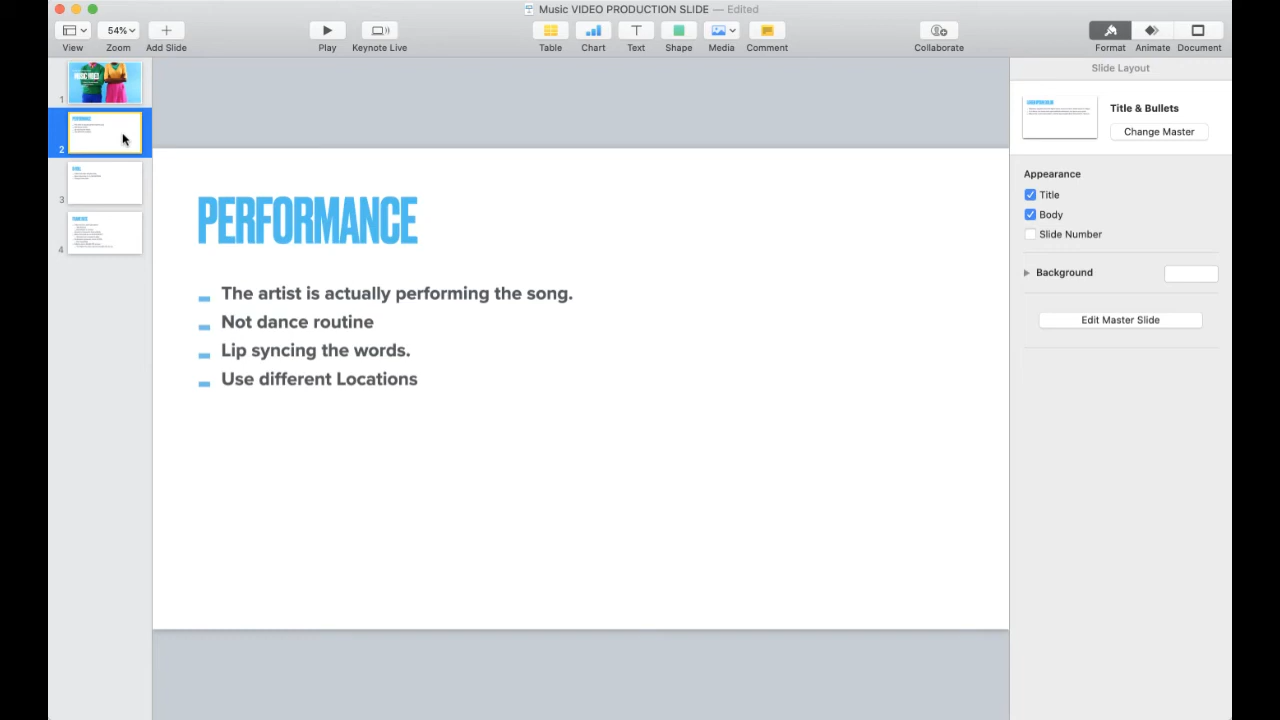 Music VIDEO PRODUCTION SLIDE — Edited
54%
View Zoom Add Slide Play Keynote Live Table Chart Text Shape Media Comment Collaborate Format Animate Document
Slide Layout
MUSIC VIDEO
1
PERFORMANCE
2
3
4
PERFORMANCE
The artist is actually performing the song.
Not dance routine
Lip syncing the words.
Use different Locations
Title & Bullets
Change Master
Appearance
Title
Body
Slide Number
Background
Edit Master Slide